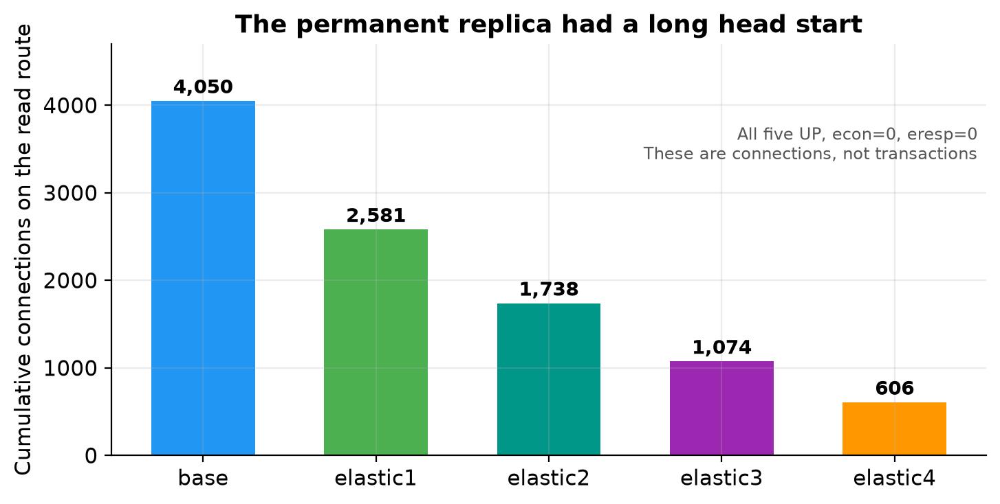 The permanent replica had a long head start
Cumulative connections on the read route
4000
3000
2000
1000
0
4,050
2,581
1,738
1,074
606
All five UP, econ=0, eresp=0
These are connections, not transactions
base
elastic1
elastic2
elastic3
elastic4